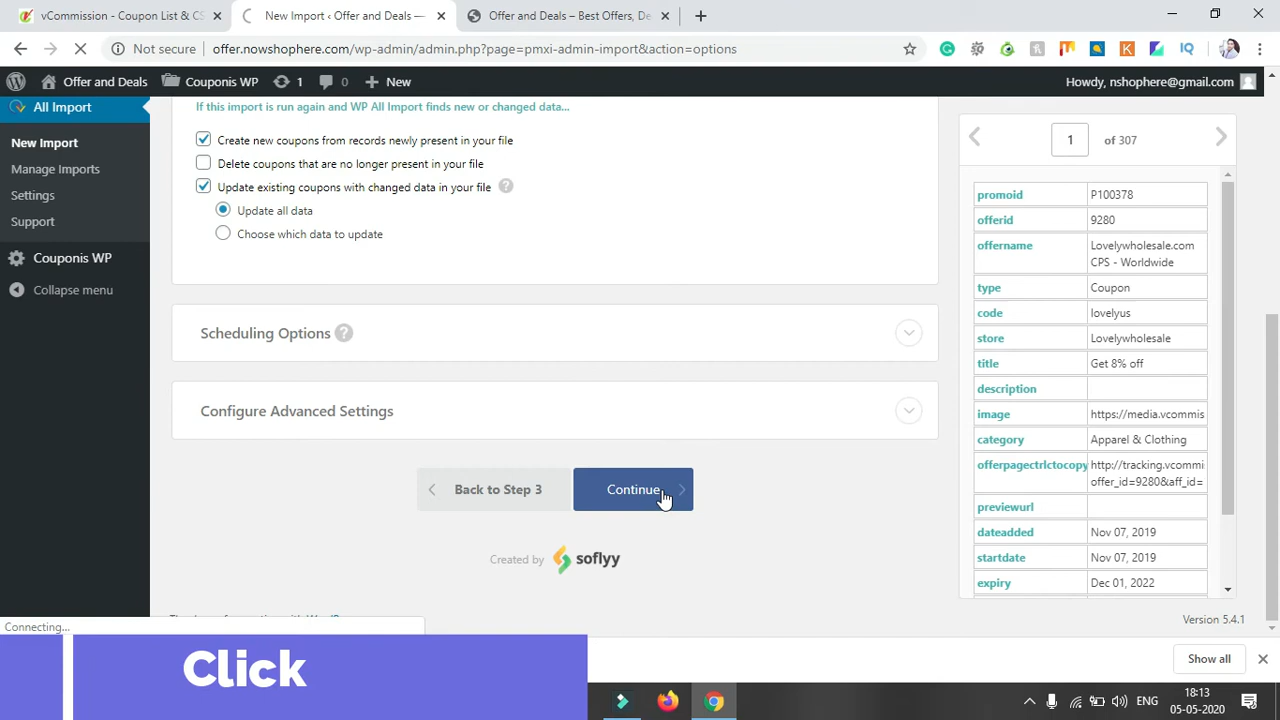 vCommission - Coupon List & CS
New Import ‹ Offer and Deals —
Offer and Deals – Best Offers, De
Not secure
offer.nowshophere.com/wp-admin/admin.php?page=pmxi-admin-import&action=options
Offer and Deals
Couponis WP
1
New
Howdy, nshophere@gmail.com
All Import
New Import
Manage Imports
Settings
Support
Couponis WP
Collapse menu
If this import is run again and WP All Import finds new or changed data...
Create new coupons from records newly present in your file
Delete coupons that are no longer present in your file
Update existing coupons with changed data in your file
Update all data
Choose which data to update
Scheduling Options
Configure Advanced Settings
Back to Step 3
Continue
Created by soflyy
1 of 307
promoid P100378
offerid 9280
offername Lovelywholesale.com
CPS - Worldwide
type Coupon
code lovelyus
store Lovelywholesale
title Get 8% off
description
image https://media.vcommis
category Apparel & Clothing
offerpagectrlctocopy http://tracking.vcommi
offer_id=9280&aff_id=
previewurl
dateadded Nov 07, 2019
startdate Nov 07, 2019
expiry Dec 01, 2022
Version 5.4.1
Connecting...
Click
Show all
ENG
18:13
05-05-2020